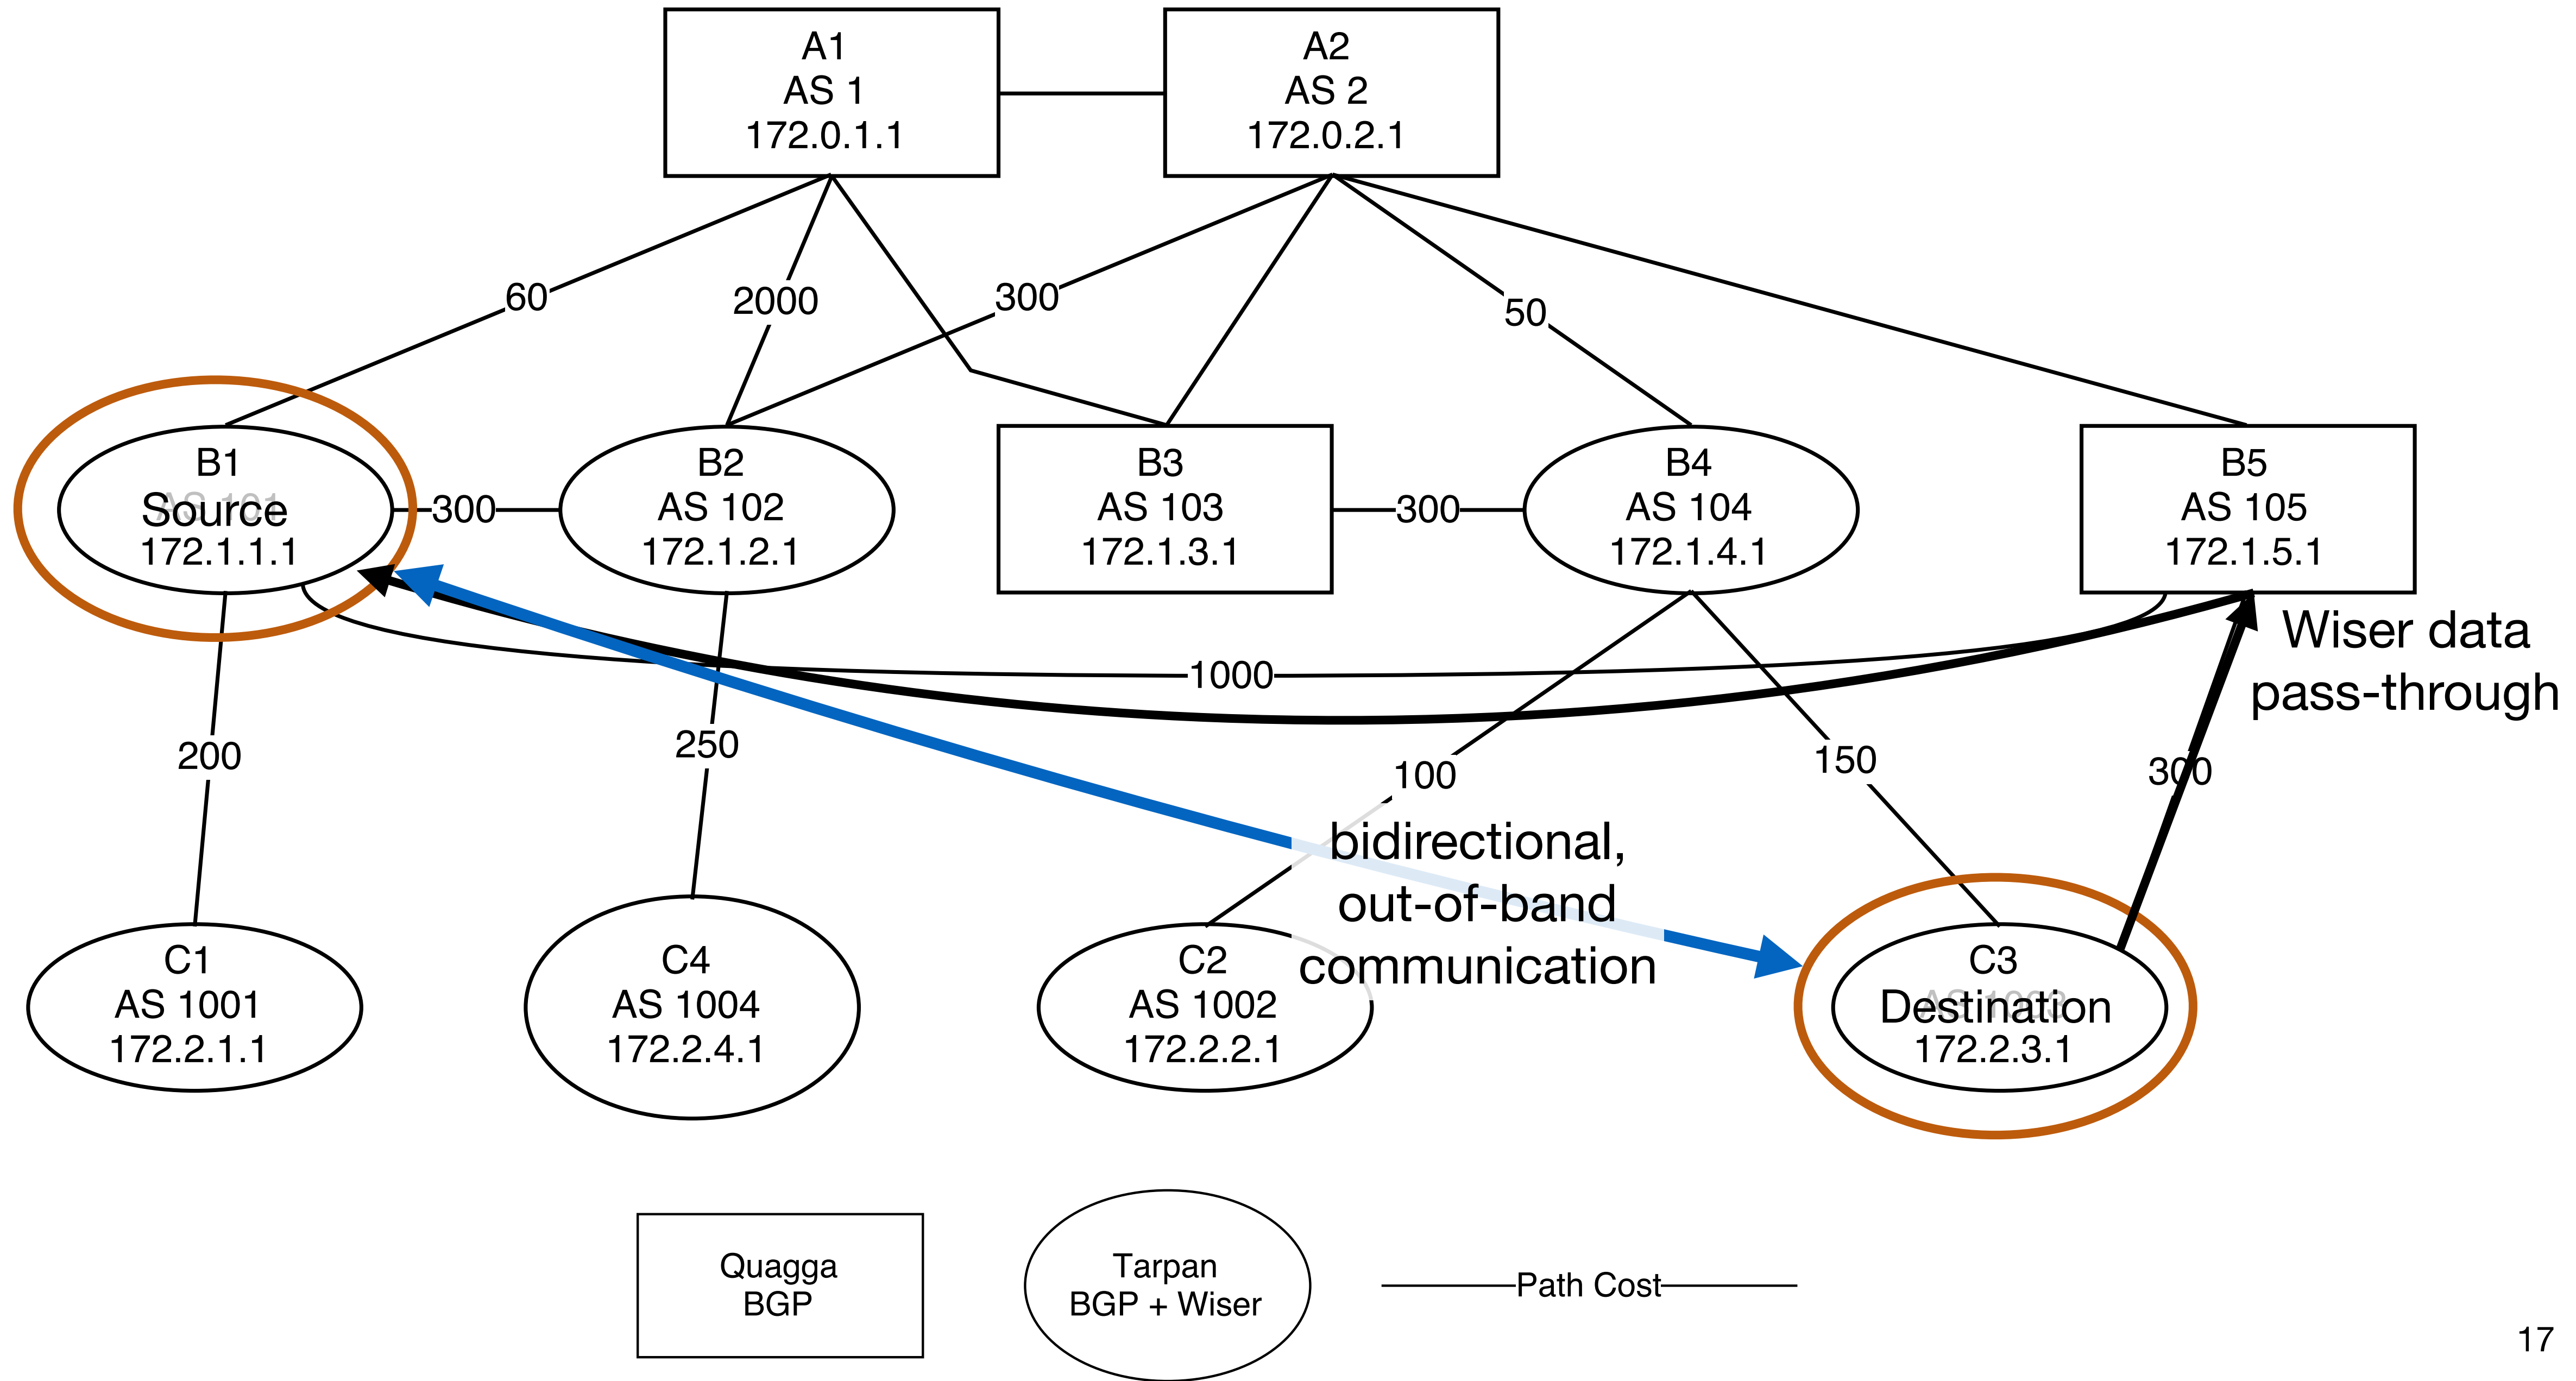 A1
AS 1
172.0.1.1
A2
AS 2
172.0.2.1
60
2000
300
50
B1
AS 101
Source
172.1.1.1
300
B2
AS 102
172.1.2.1
B3
AS 103
172.1.3.1
300
B4
AS 104
172.1.4.1
B5
AS 105
172.1.5.1
Wiser data
pass-through
1000
200
250
100
150
300
bidirectional,
out-of-band
communication
C1
AS 1001
172.2.1.1
C4
AS 1004
172.2.4.1
C2
AS 1002
172.2.2.1
C3
AS 1003
Destination
172.2.3.1
Quagga
BGP
Tarpan
BGP + Wiser
Path Cost
17